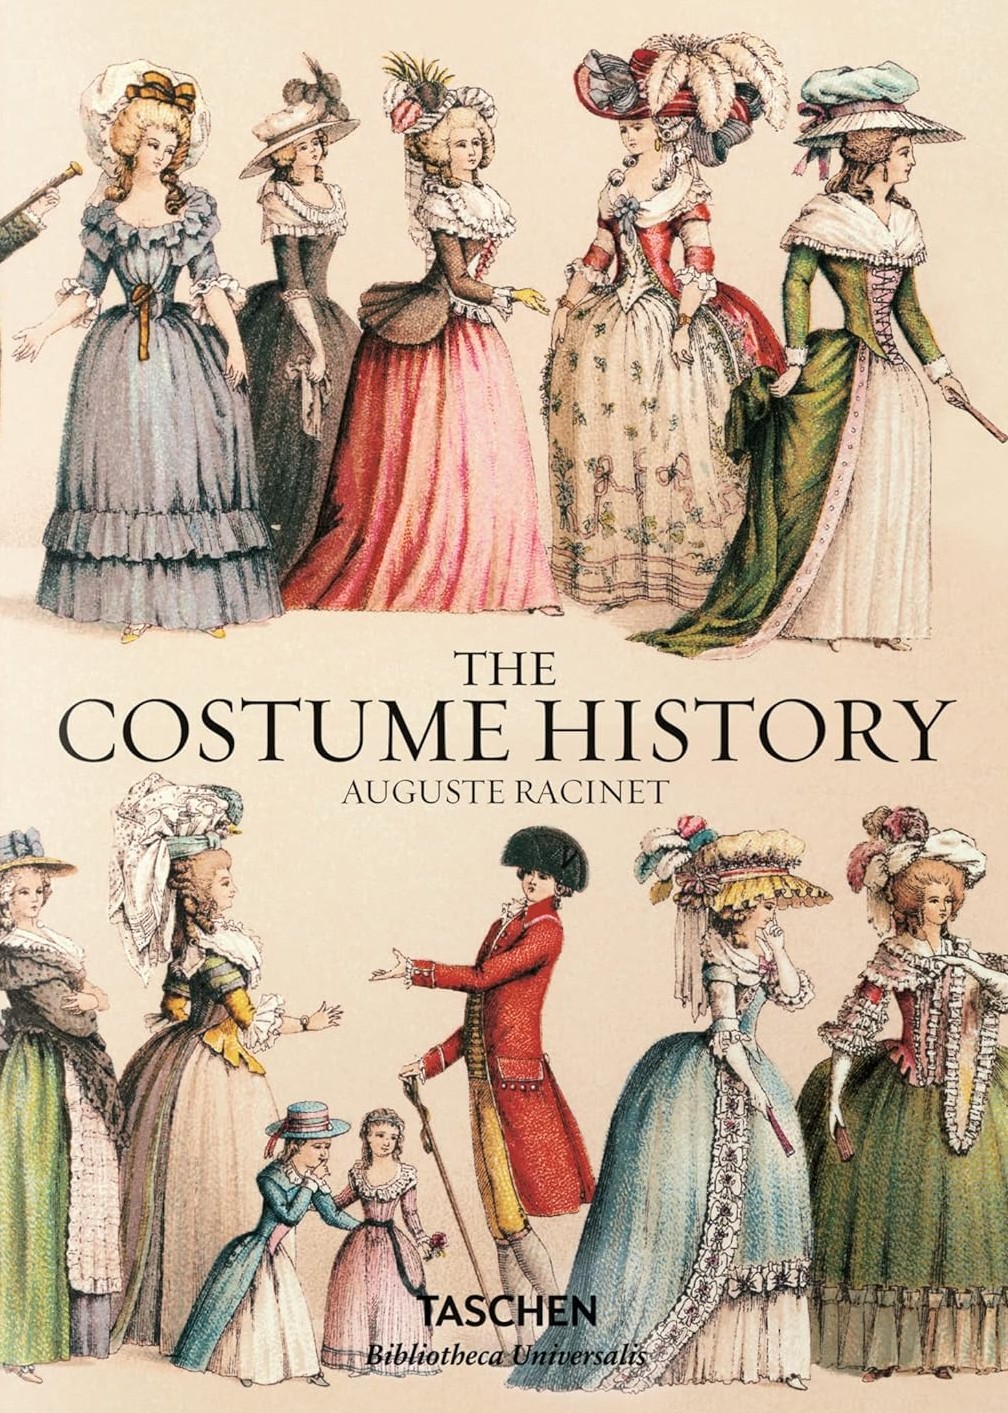 THE
COSTUME HISTORY
AUGUSTE RACINET
TASCHEN
Bibliotheca Universalis